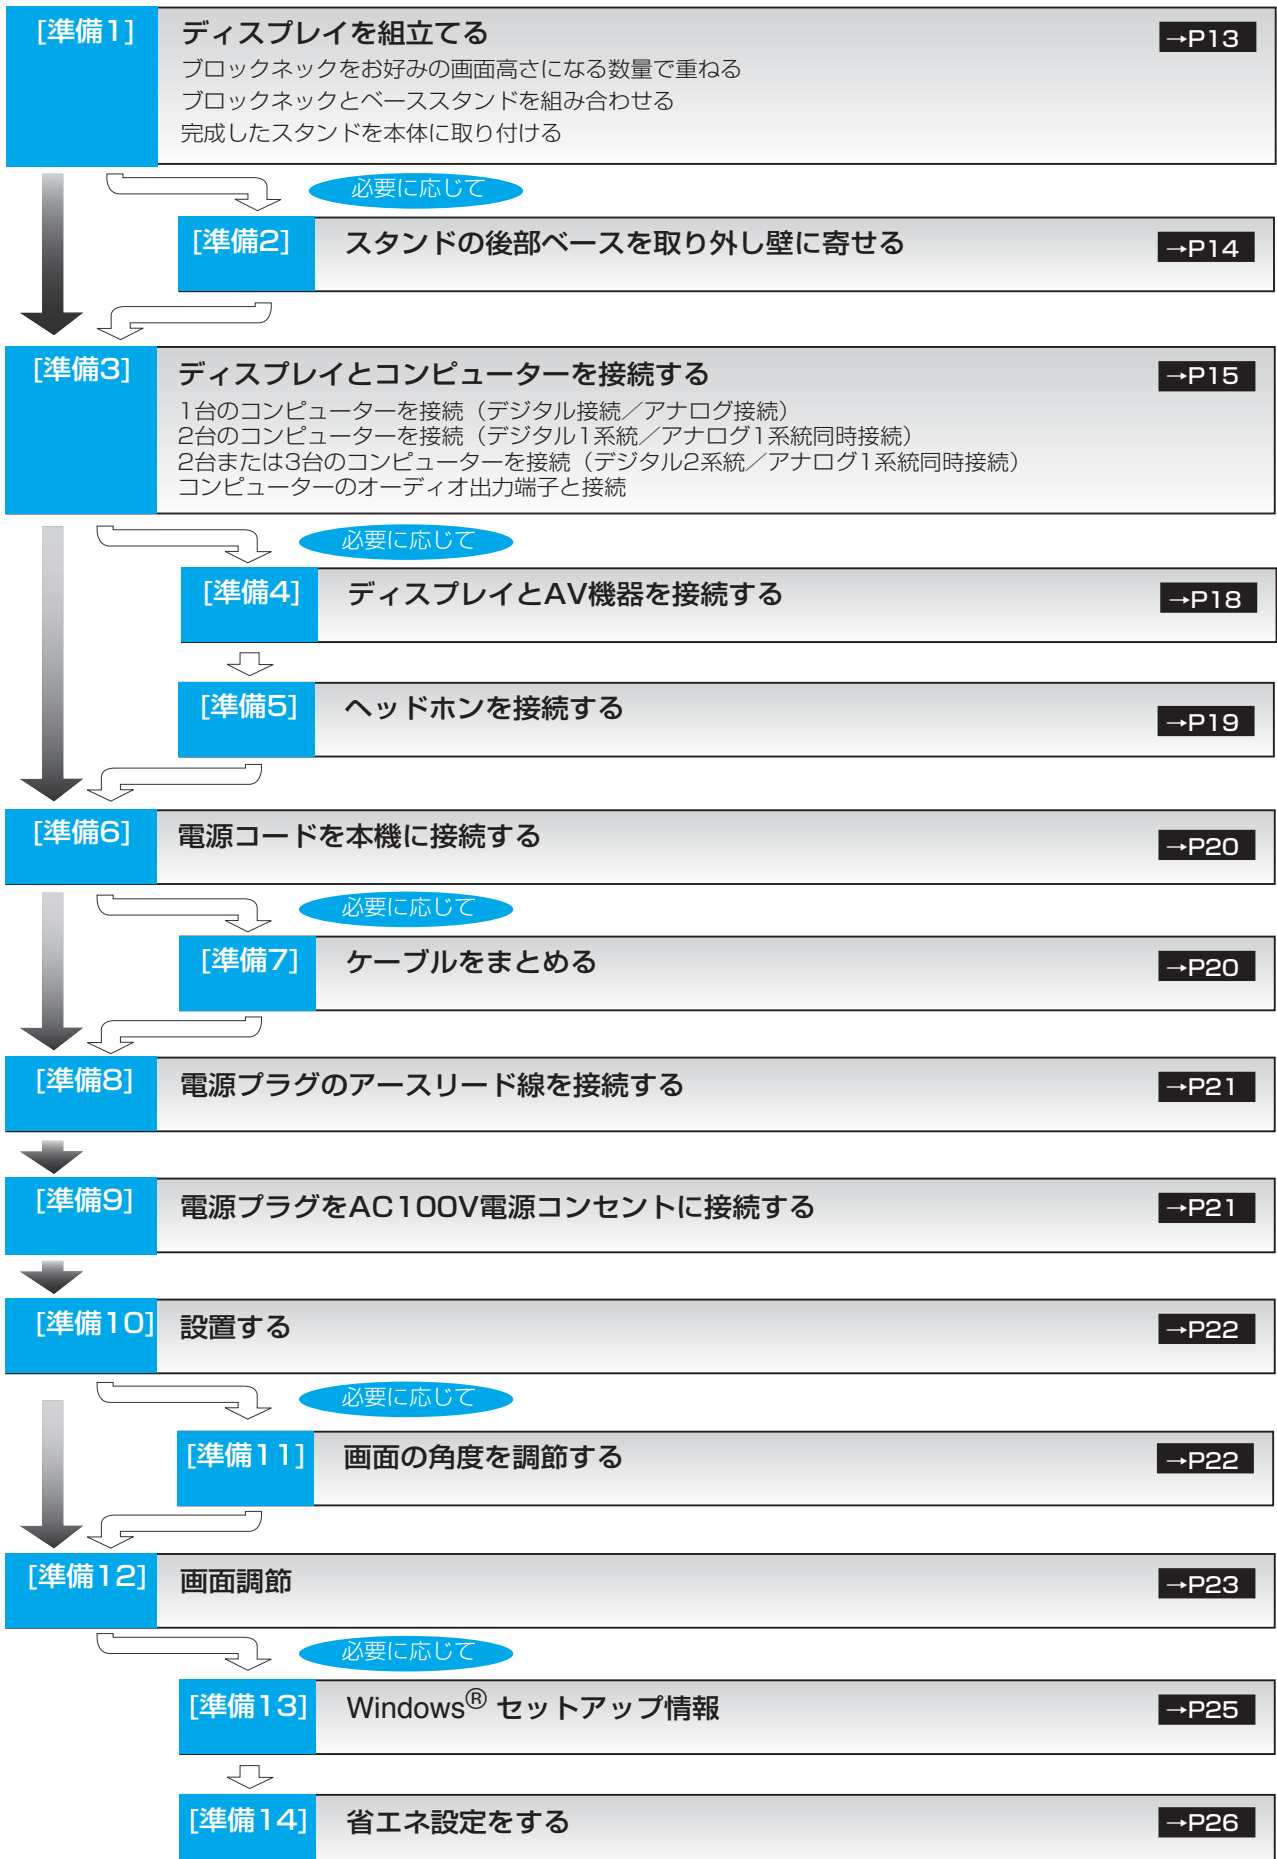 [準備1]
ディスプレイを組立てる
→P13
ブロックネックをお好みの画面高さになる数量で重ねる
ブロックネックとベーススタンドを組み合わせる
完成したスタンドを本体に取り付ける
必要に応じて
[準備2]
スタンドの後部ベースを取り外し壁に寄せる
→P14
[準備3]
ディスプレイとコンピューターを接続する
→P15
1台のコンピューターを接続（デジタル接続／アナログ接続）
2台のコンピューターを接続（デジタル1系統／アナログ1系統同時接続）
2台または3台のコンピューターを接続（デジタル2系統／アナログ1系統同時接続）
コンピューターのオーディオ出力端子と接続
必要に応じて
[準備4]
ディスプレイとAV機器を接続する
→P18
[準備5]
ヘッドホンを接続する
→P19
[準備6]
電源コードを本機に接続する
→P20
必要に応じて
[準備7]
ケーブルをまとめる
→P20
[準備8]
電源プラグのアースリード線を接続する
→P21
[準備9]
電源プラグをAC100V電源コンセントに接続する
→P21
[準備10]
設置する
→P22
必要に応じて
[準備11]
画面の角度を調節する
→P22
[準備12]
画面調節
→P23
必要に応じて
[準備13]
Windows® セットアップ情報
→P25
[準備14]
省エネ設定をする
→P26